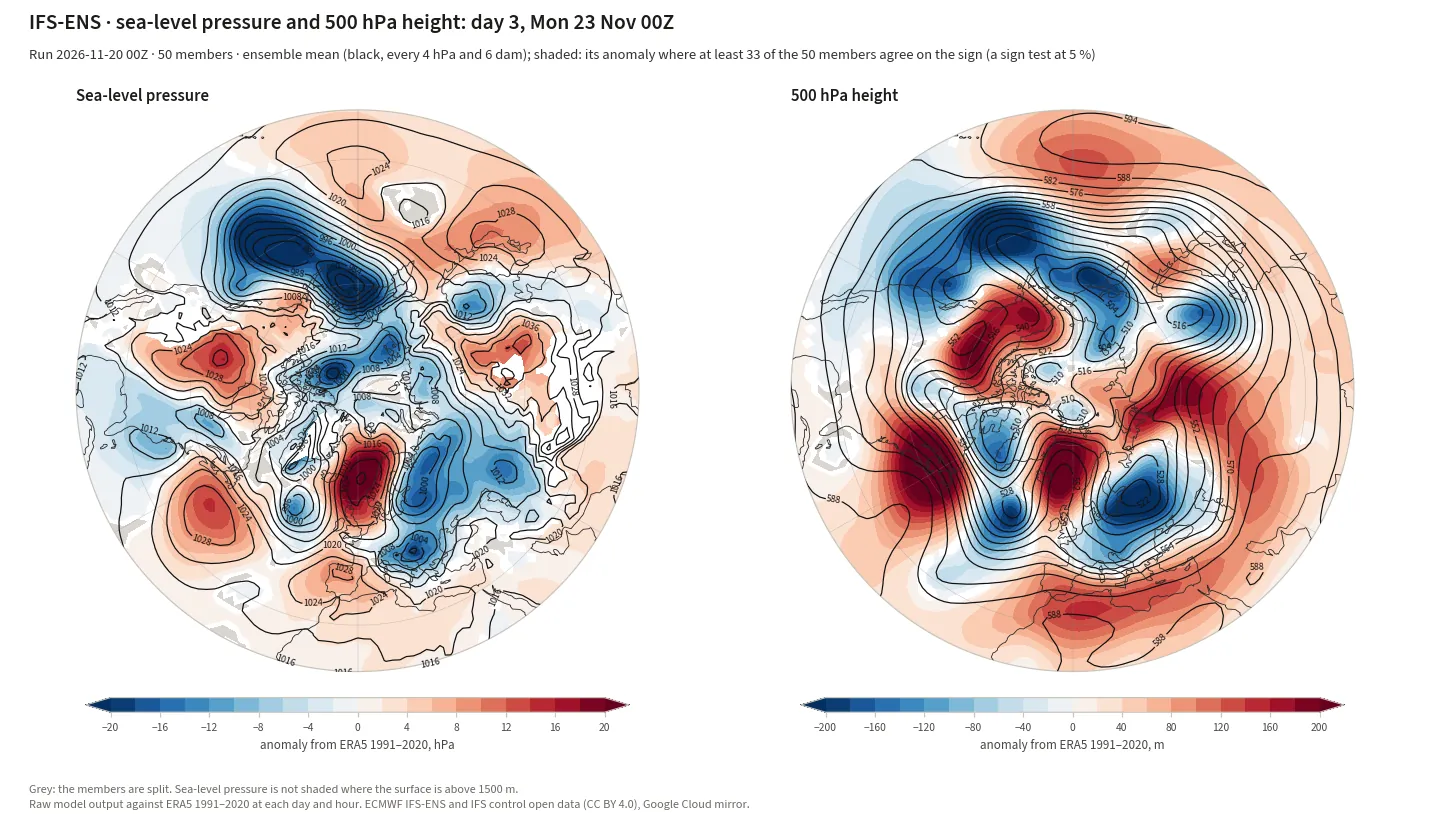 IFS-ENS · sea-level pressure and 500 hPa height: day 3, Mon 23 Nov 00Z
Run 2026-11-20 00Z · 50 members · ensemble mean (black, every 4 hPa and 6 dam); shaded: its anomaly where at least 33 of the 50 members agree on the sign (a sign test at 5 %)
Sea-level pressure
500 hPa height
−20 −16 −12 −8 −4 0 4 8 12 16 20
anomaly from ERA5 1991–2020, hPa
−200 −160 −120 −80 −40 0 40 80 120 160 200
anomaly from ERA5 1991–2020, m
Grey: the members are split. Sea-level pressure is not shaded where the surface is above 1500 m.
Raw model output against ERA5 1991–2020 at each day and hour. ECMWF IFS-ENS and IFS control open data (CC BY 4.0), Google Cloud mirror.